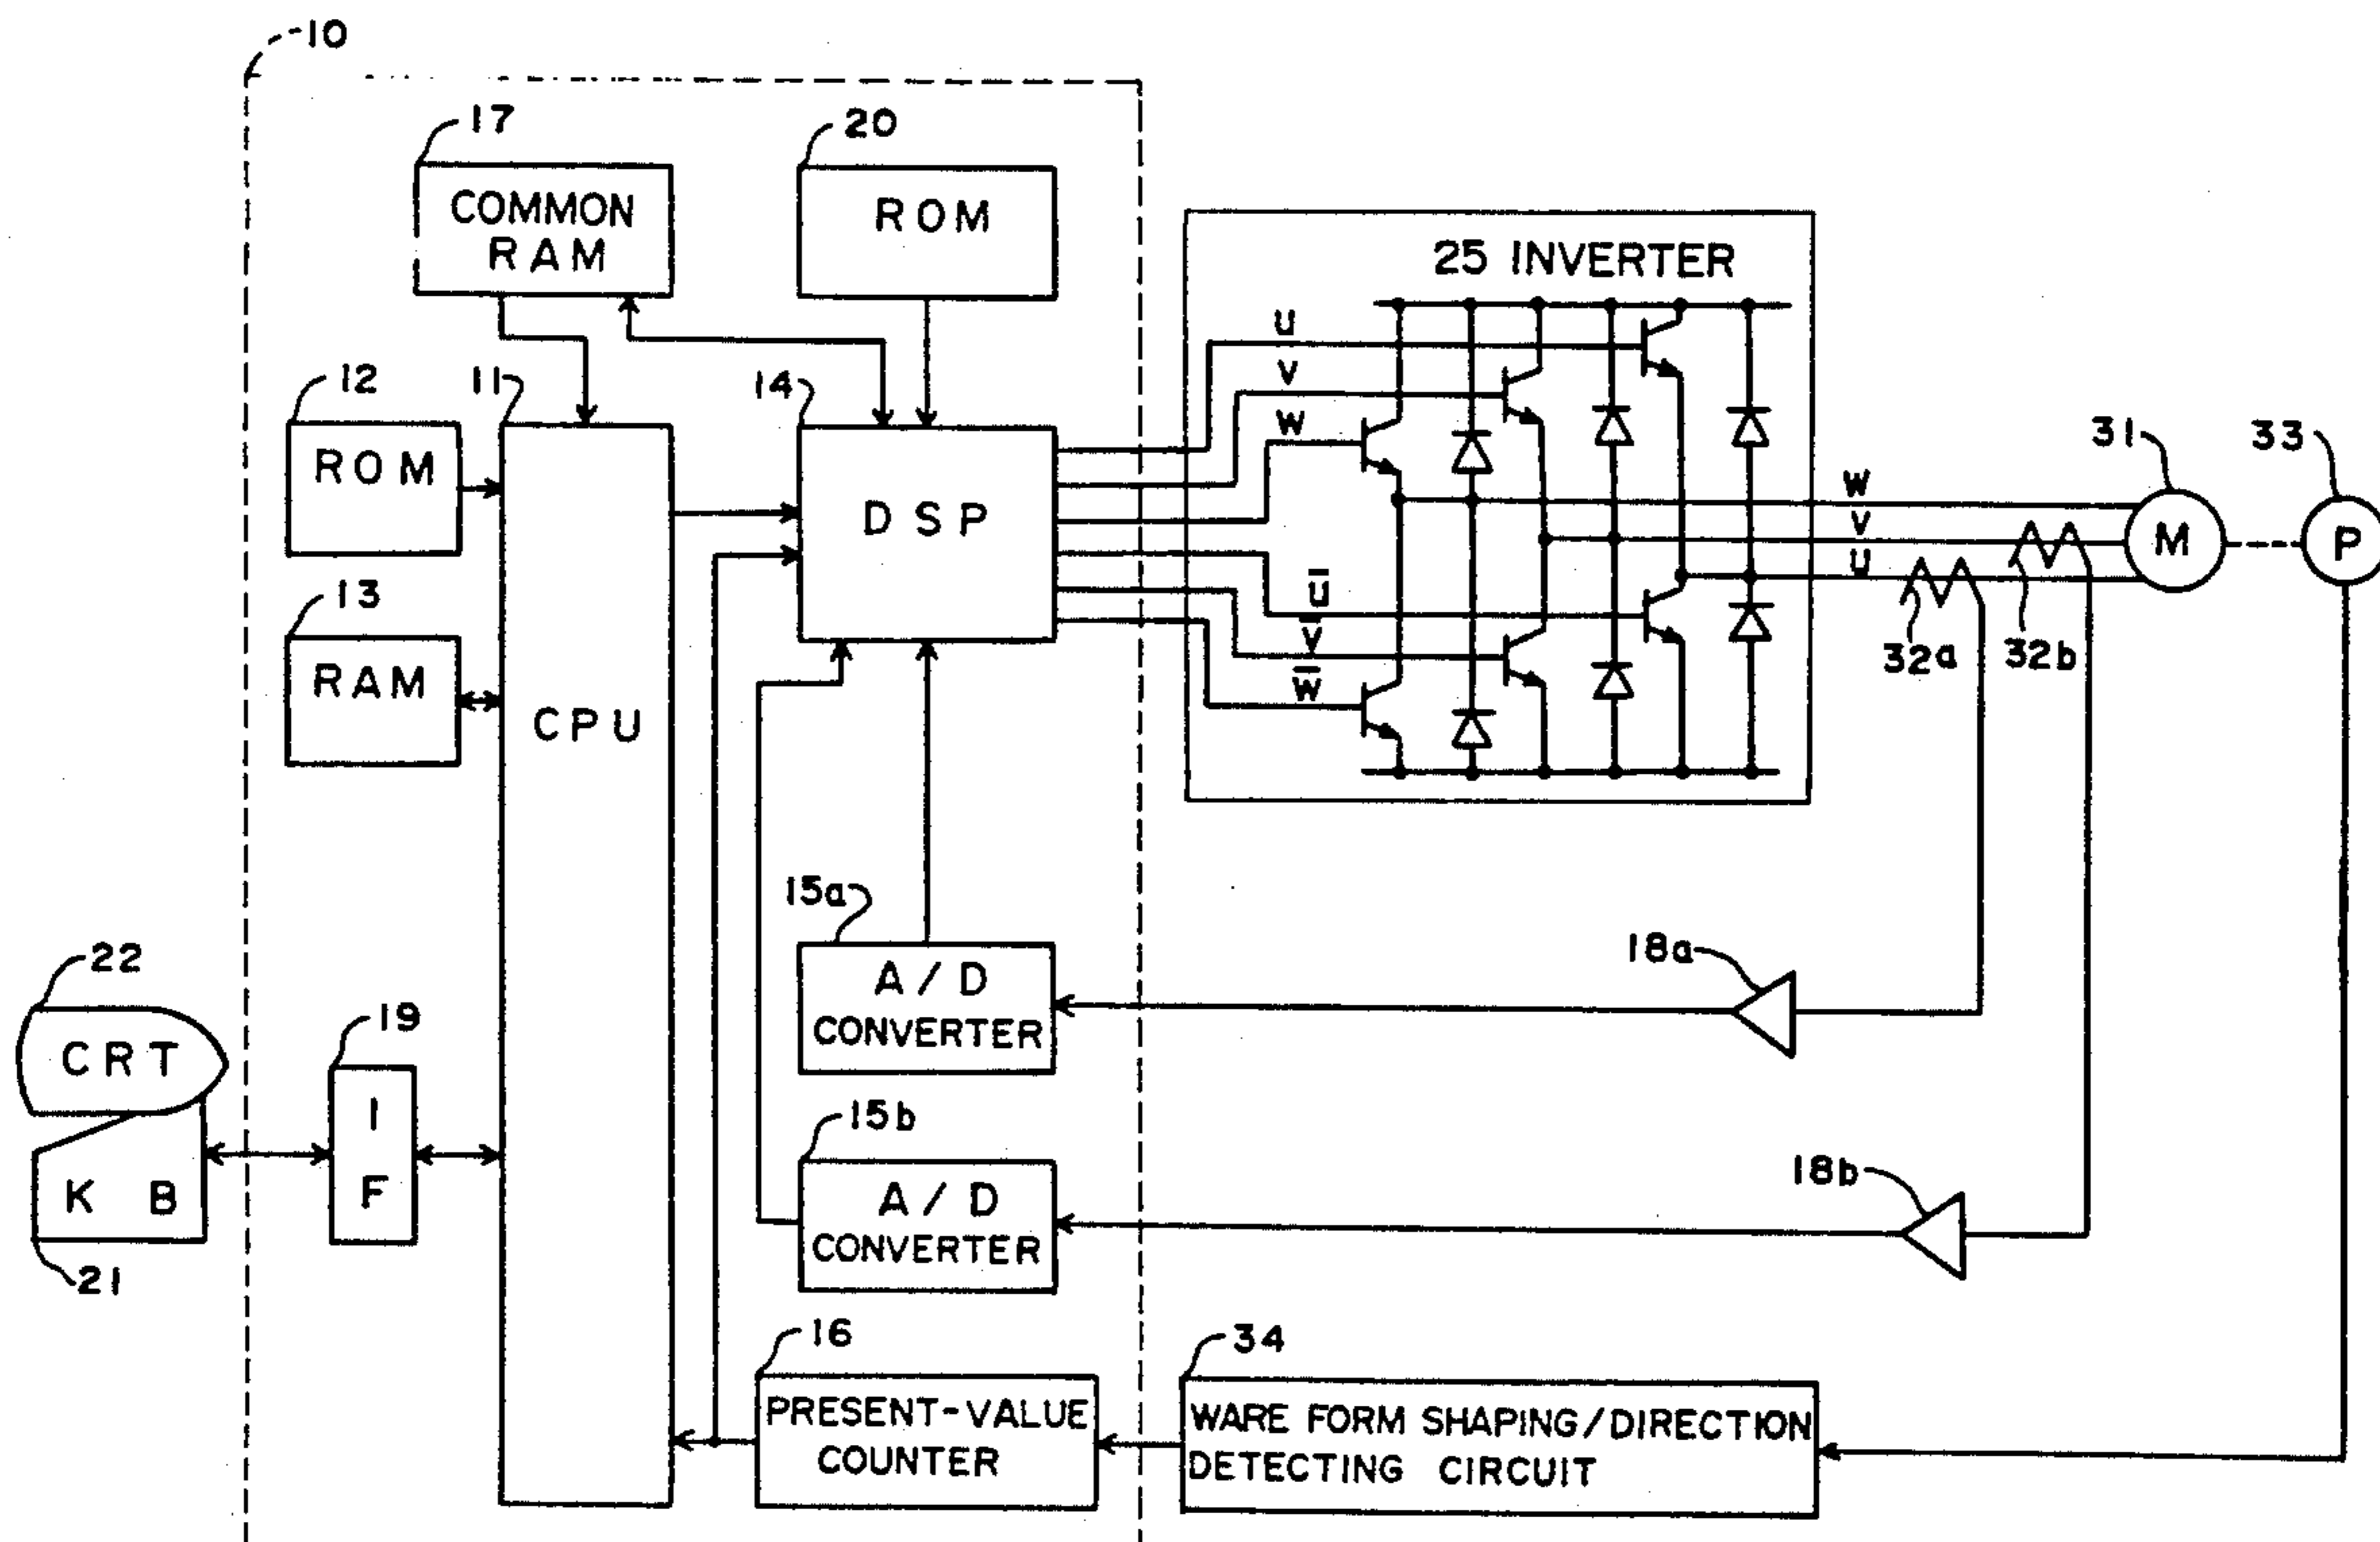 10
17
20
COMMON
RAM
ROM
25 INVERTER
U
V
W
12
11
14
ROM
DSP
31
33
W
V
U
M
P
13
RAM
CPU
U̅
V̅
W̅
32a
32b
15a
A/D
CONVERTER
18a
22
CRT
19
I
F
15b
A/D
CONVERTER
18b
K B
21
16
PRESENT-VALUE
COUNTER
34
WARE FORM SHAPING/DIRECTION
DETECTING CIRCUIT